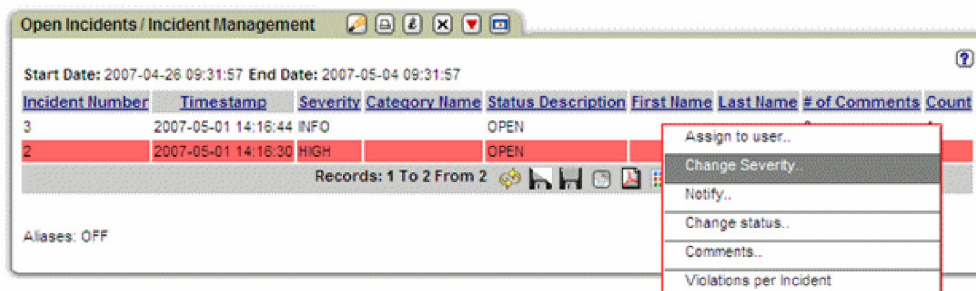 Open Incidents / Incident Management
Start Date: 2007-04-26 09:31:57 End Date: 2007-05-04 09:31:57
Incident Number Timestamp Severity Category Name Status Description First Name Last Name # of Comments Count
3 2007-05-01 14:16:44 INFO OPEN
2 2007-05-01 14:16:30 HIGH OPEN
Records: 1 To 2 From 2
Aliases: OFF
Assign to user..
Change Severity..
Notify..
Change status..
Comments..
Violations per Incident